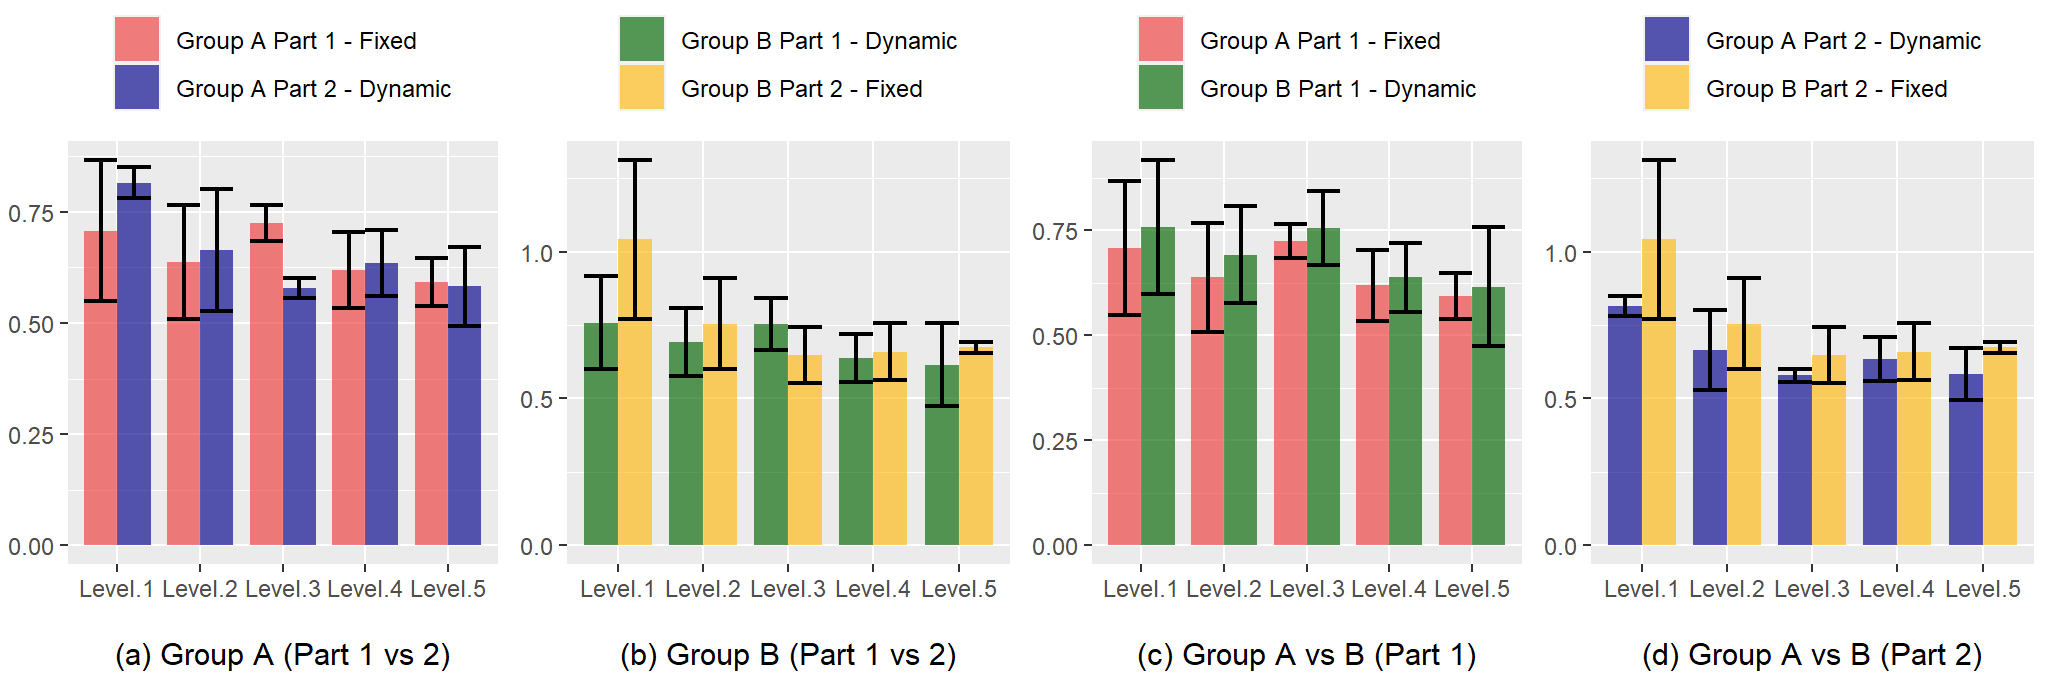 Group A Part 1 - Fixed
Group A Part 2 - Dynamic
0.75
0.50
0.25
0.00
Level.1 Level.2 Level.3 Level.4 Level.5
(a) Group A (Part 1 vs 2)
Group B Part 1 - Dynamic
Group B Part 2 - Fixed
1.0
0.5
0.0
Level.1 Level.2 Level.3 Level.4 Level.5
(b) Group B (Part 1 vs 2)
Group A Part 1 - Fixed
Group B Part 1 - Dynamic
0.75
0.50
0.25
0.00
Level.1 Level.2 Level.3 Level.4 Level.5
(c) Group A vs B (Part 1)
Group A Part 2 - Dynamic
Group B Part 2 - Fixed
1.0
0.5
0.0
Level.1 Level.2 Level.3 Level.4 Level.5
(d) Group A vs B (Part 2)